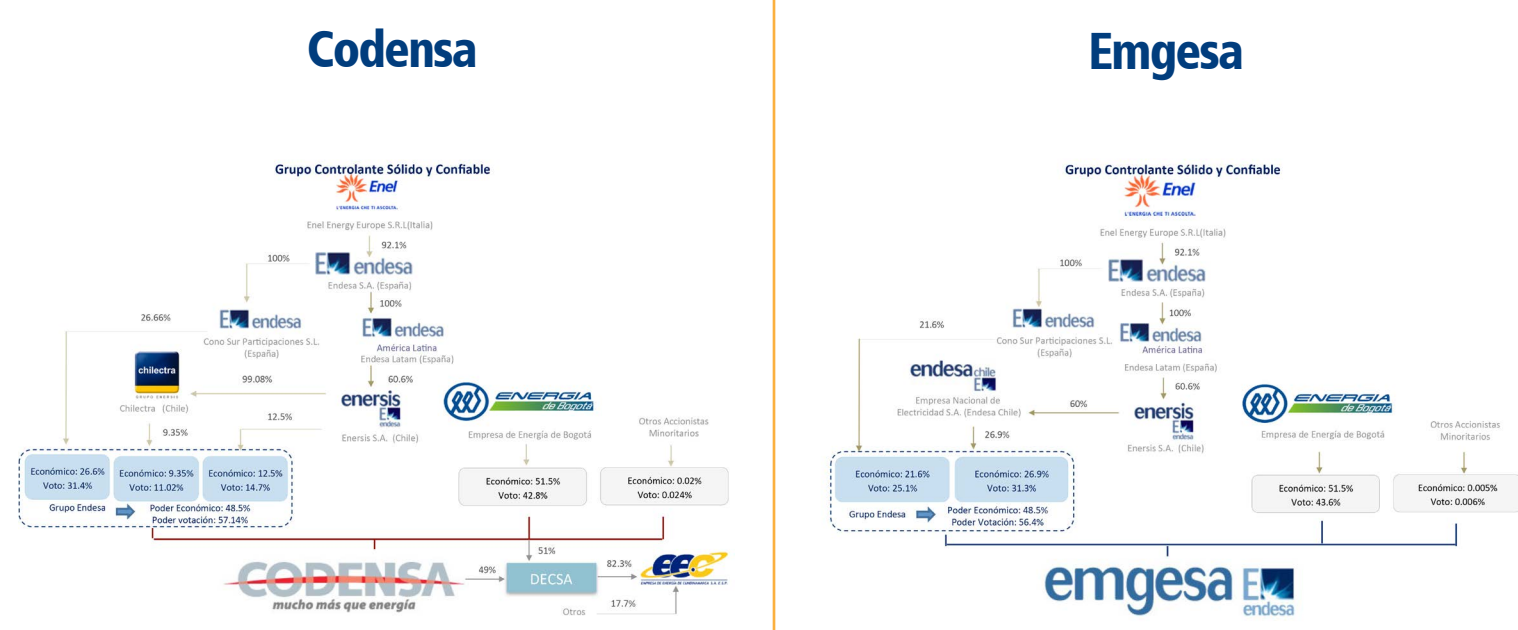 Codensa
Grupo Controlante Sólido y Confiable
Enel
L'ENERGIA CHE TI ASCOLTA.
Enel Energy Europe S.R.L(Italia)
92.1%
100%
endesa
Endesa S.A. (España)
100%
26.66%
endesa
Cono Sur Participaciones S.L.
(España)
endesa
América Latina
Endesa Latam (España)
chilectra
GRUPO ENERSIS
Chilectra (Chile)
99.08%
60.6%
enersis
endesa
Enersis S.A. (Chile)
12.5%
9.35%
ENERGIA
de Bogotá
Empresa de Energía de Bogotá
Otros Accionistas
Minoritarios
Económico: 26.6%
Voto: 31.4%
Económico: 9.35%
Voto: 11.02%
Económico: 12.5%
Voto: 14.7%
Grupo Endesa
Poder Económico: 48.5%
Poder votación: 57.14%
Económico: 51.5%
Voto: 42.8%
Económico: 0.02%
Voto: 0.024%
CODENSA
mucho más que energía
49%
51%
DECSA
82.3%
EEC
EMPRESA DE ENERGIA DE CUNDINAMARCA S.A. E.S.P.
Otros
17.7%
Emgesa
Grupo Controlante Sólido y Confiable
Enel
L'ENERGIA CHE TI ASCOLTA.
Enel Energy Europe S.R.L(Italia)
92.1%
100%
endesa
Endesa S.A. (España)
100%
21.6%
endesa
Cono Sur Participaciones S.L.
(España)
endesa
América Latina
Endesa Latam (España)
endesa chile
Empresa Nacional de
Electricidad S.A. (Endesa Chile)
60%
60.6%
enersis
endesa
Enersis S.A. (Chile)
26.9%
ENERGIA
de Bogotá
Empresa de Energía de Bogotá
Otros Accionistas
Minoritarios
Económico: 21.6%
Voto: 25.1%
Económico: 26.9%
Voto: 31.3%
Grupo Endesa
Poder Económico: 48.5%
Poder Votación: 56.4%
Económico: 51.5%
Voto: 43.6%
Económico: 0.005%
Voto: 0.006%
emgesa
endesa